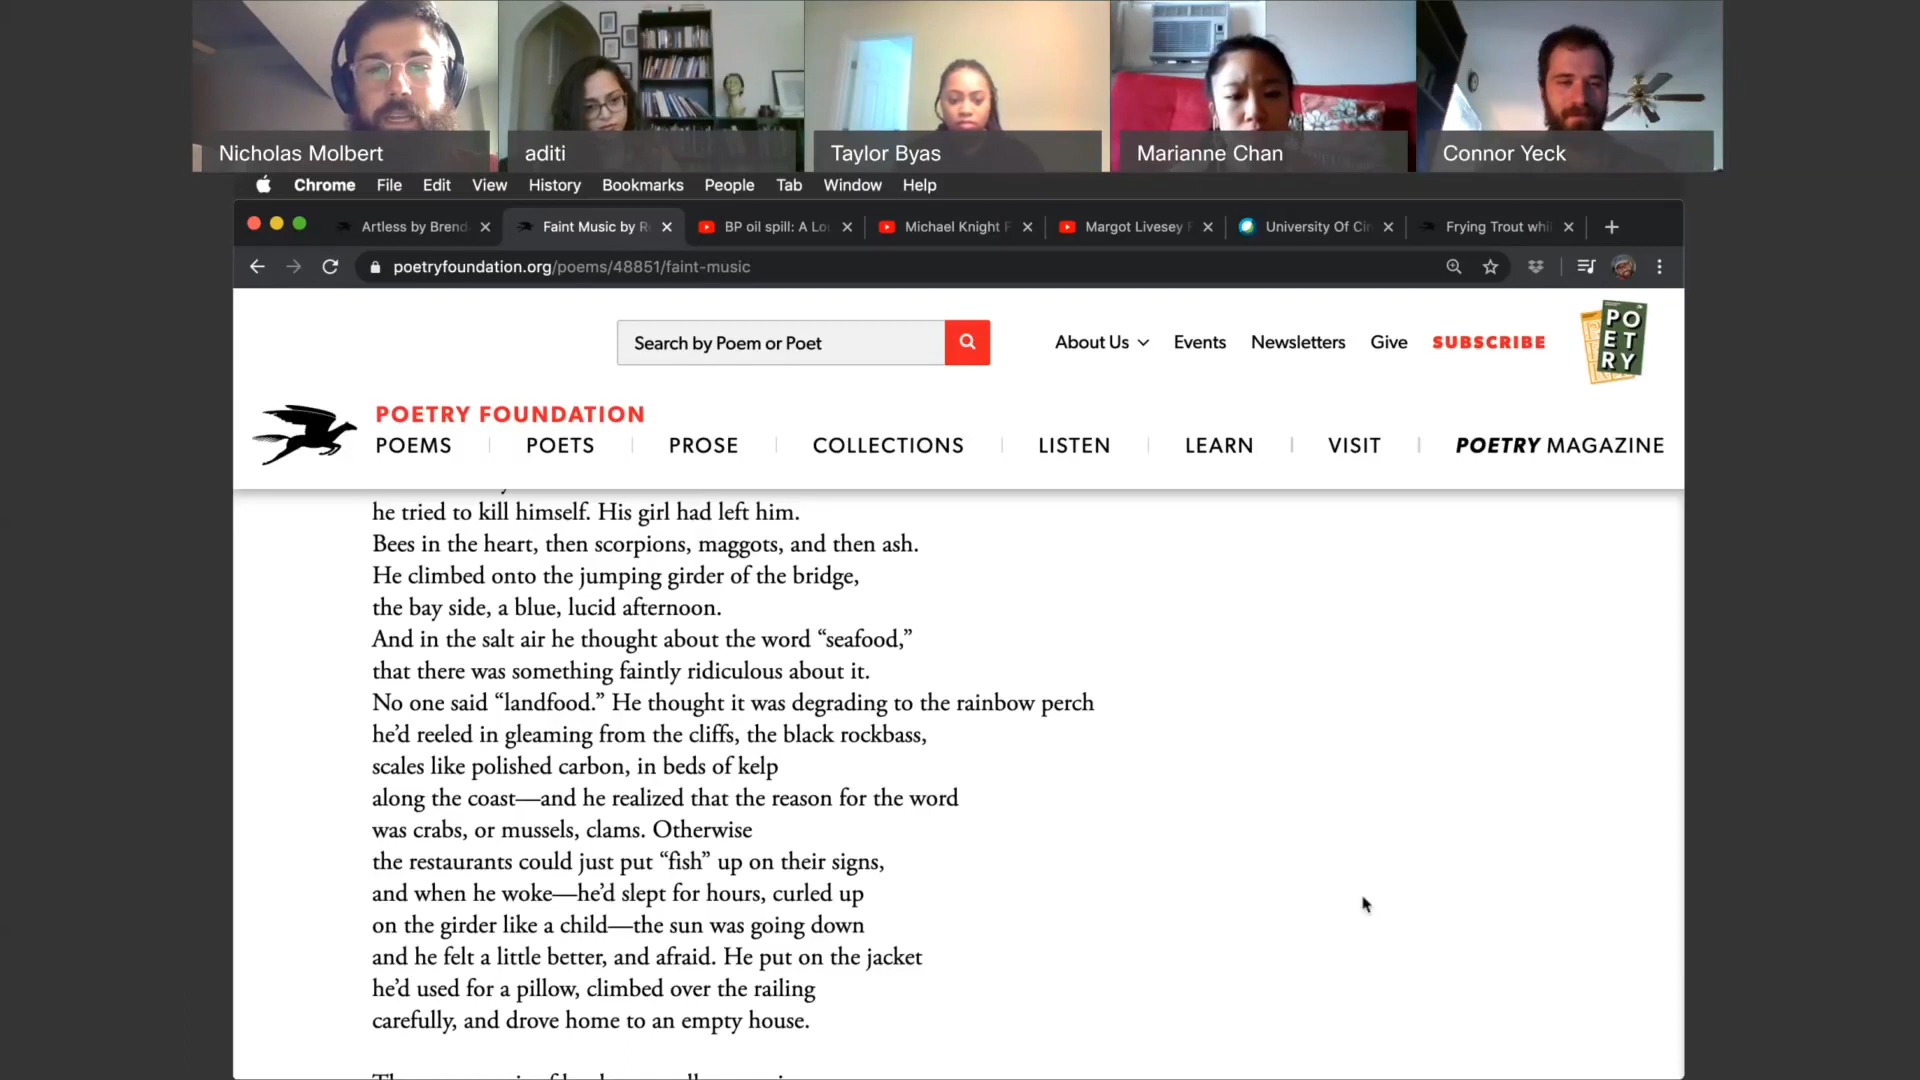 Nicholas Molbert
aditi
Taylor Byas
Marianne Chan
Connor Yeck
Chrome File Edit View History Bookmarks People Tab Window Help
Artless by Brend
Faint Music by R
BP oil spill: A Lo
Michael Knight F
Margot Livesey F
University Of Cin
Frying Trout whi
poetryfoundation.org/poems/48851/faint-music
Search by Poem or Poet
About Us
Events
Newsletters
Give
SUBSCRIBE
POETRY
POETRY FOUNDATION
POEMS
POETS
PROSE
COLLECTIONS
LISTEN
LEARN
VISIT
POETRY MAGAZINE
he tried to kill himself. His girl had left him.
Bees in the heart, then scorpions, maggots, and then ash.
He climbed onto the jumping girder of the bridge,
the bay side, a blue, lucid afternoon.
And in the salt air he thought about the word “seafood,”
that there was something faintly ridiculous about it.
No one said “landfood.” He thought it was degrading to the rainbow perch
he’d reeled in gleaming from the cliffs, the black rockbass,
scales like polished carbon, in beds of kelp
along the coast—and he realized that the reason for the word
was crabs, or mussels, clams. Otherwise
the restaurants could just put “fish” up on their signs,
and when he woke—he’d slept for hours, curled up
on the girder like a child—the sun was going down
and he felt a little better, and afraid. He put on the jacket
he’d used for a pillow, climbed over the railing
carefully, and drove home to an empty house.